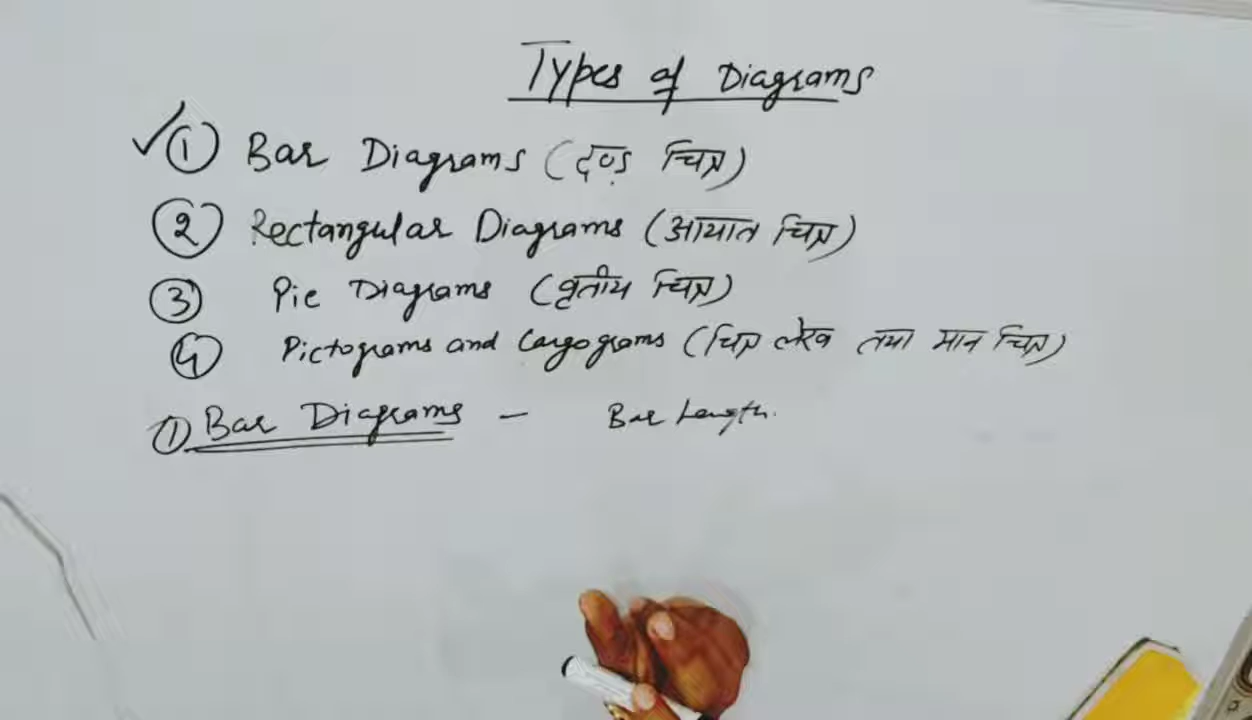 Types of Diagrams
① Bar Diagrams (दण्ड चित्र)
② Rectangular Diagrams (आयात चित्र)
③ Pie Diagrams (वृतीय चित्र)
④ Pictograms and Cargograms (चित्र लेख तथा मान चित्र)
① Bar Diagrams – Bar Length.